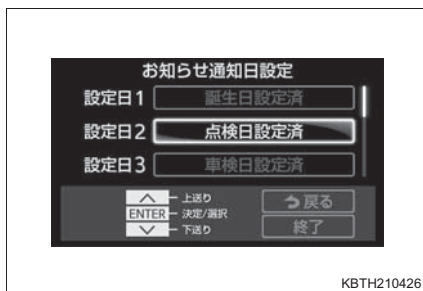 お知らせ通知日設定
設定日1 誕生日設定済
設定日2 点検日設定済
設定日3 車検日設定済
上送り
ENTER 決定/選択
下送り
戻る
終了
KBTH210426